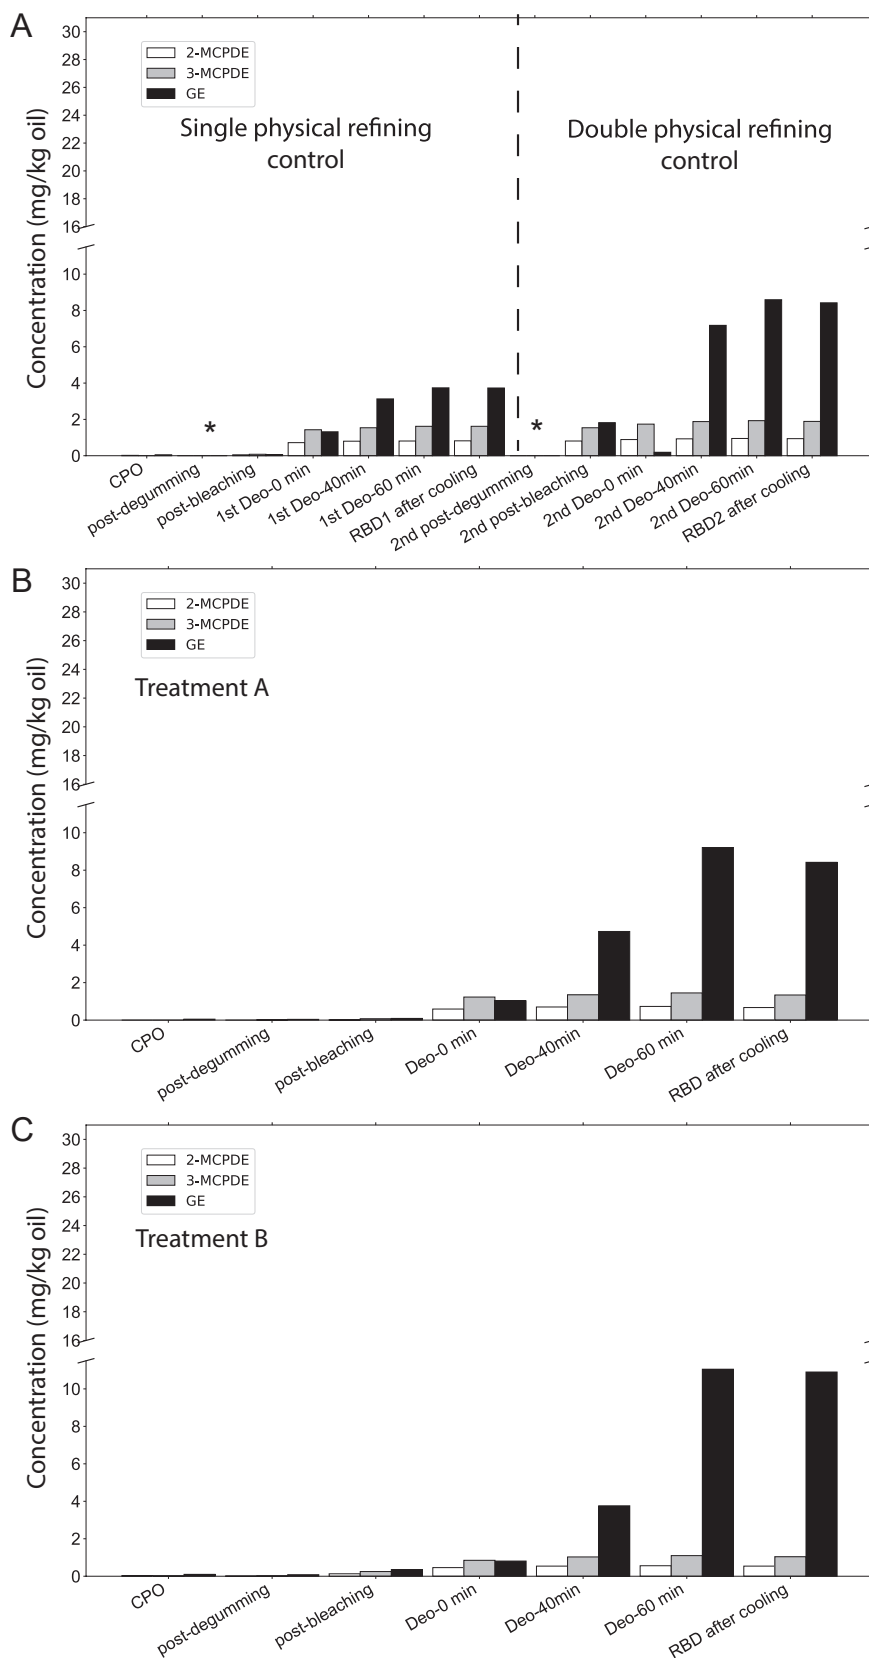 A
Concentration (mg/kg oil)
30
28
26
24
22
20
18
16
10
8
6
4
2
0
2-MCPDE
3-MCPDE
GE
Single physical refining
control
Double physical refining
control
*
*
CPO
post-degumming
post-bleaching
1st Deo-0 min
1st Deo-40min
1st Deo-60 min
RBD1 after cooling
2nd post-degumming
2nd post-bleaching
2nd Deo-0 min
2nd Deo-40min
2nd Deo-60min
RBD2 after cooling
B
Concentration (mg/kg oil)
30
28
26
24
22
20
18
16
10
8
6
4
2
0
2-MCPDE
3-MCPDE
GE
Treatment A
CPO
post-degumming
post-bleaching
Deo-0 min
Deo-40min
Deo-60 min
RBD after cooling
C
Concentration (mg/kg oil)
30
28
26
24
22
20
18
16
10
8
6
4
2
0
2-MCPDE
3-MCPDE
GE
Treatment B
CPO
post-degumming
post-bleaching
Deo-0 min
Deo-40min
Deo-60 min
RBD after cooling